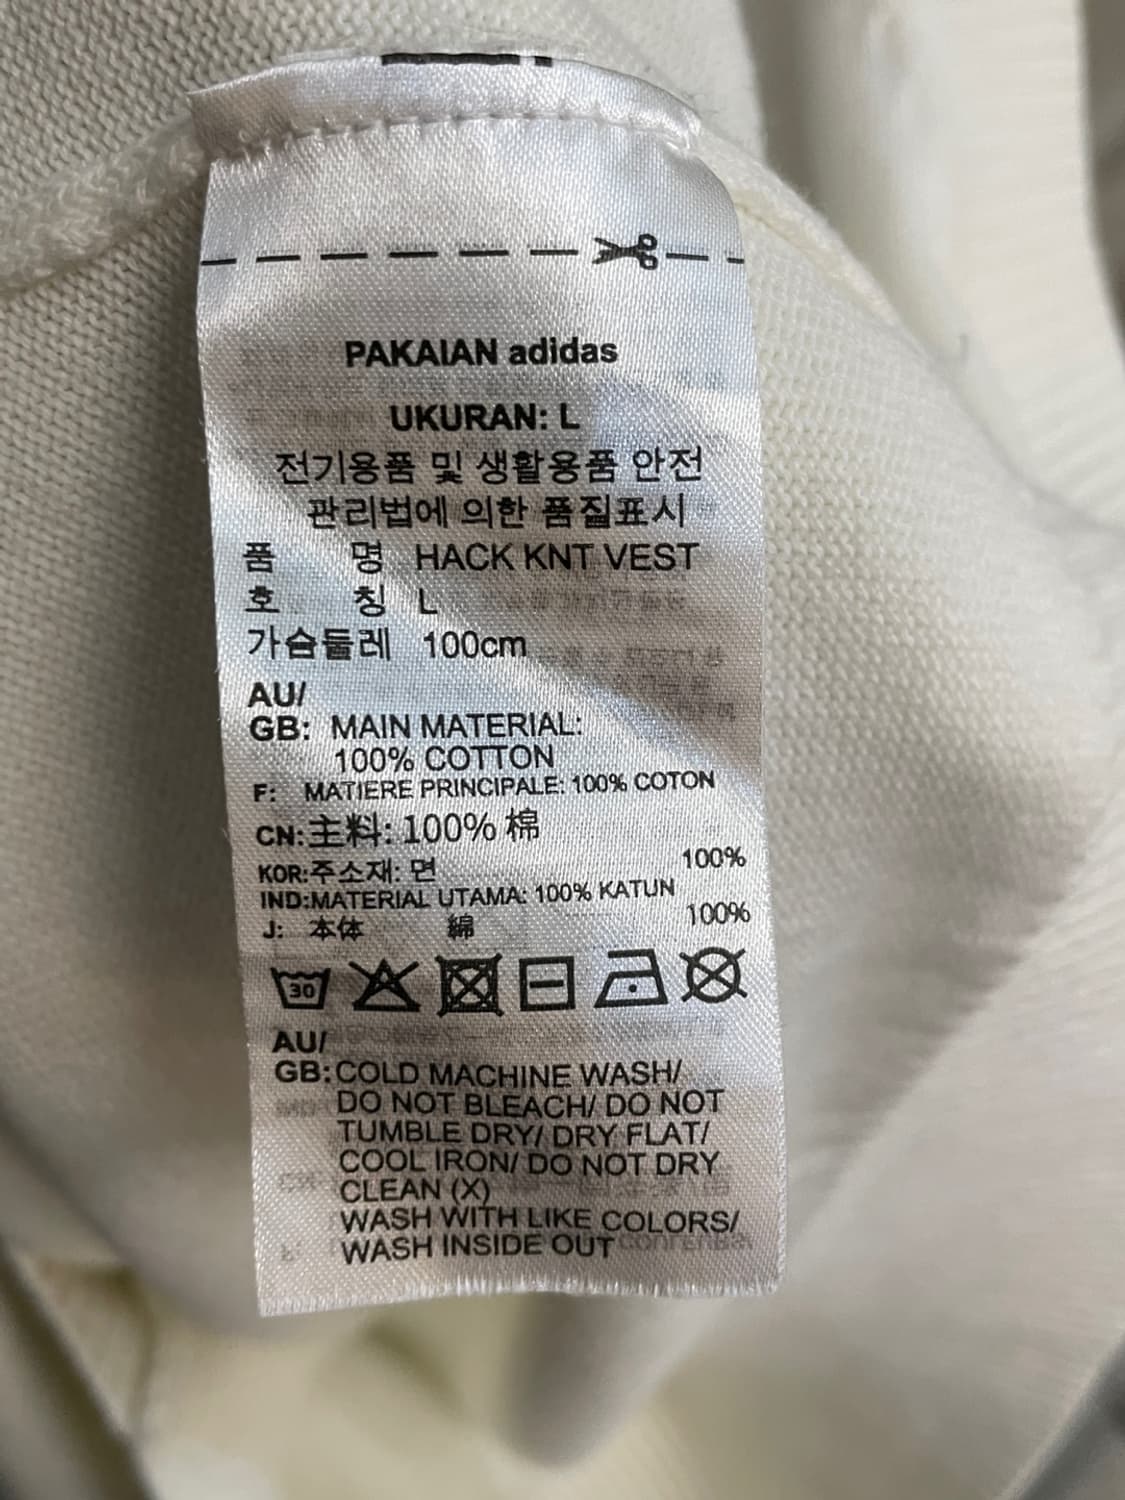 PAKAIAN adidas
UKURAN: L
전기용품 및 생활용품 안전
관리법에 의한 품질표시
품 명 HACK KNT VEST
호 칭 L
가슴둘레 100cm
AU/
GB: MAIN MATERIAL:
100% COTTON
F: MATIERE PRINCIPALE: 100% COTON
CN:主料: 100% 棉
KOR:주소재: 면 100%
IND:MATERIAL UTAMA: 100% KATUN
J: 本体 綿 100%
30
AU/
GB:COLD MACHINE WASH/
DO NOT BLEACH/ DO NOT
TUMBLE DRY/ DRY FLAT/
COOL IRON/ DO NOT DRY
CLEAN (X)
WASH WITH LIKE COLORS/
WASH INSIDE OUT